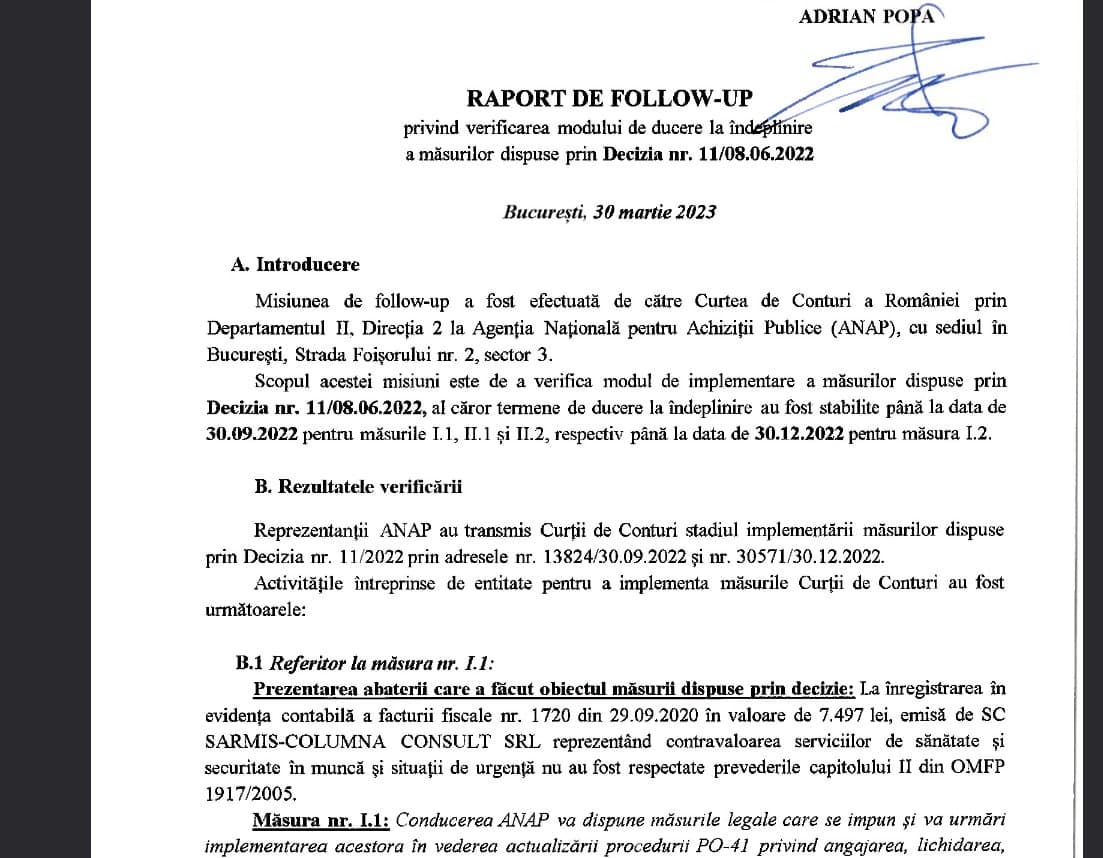 ADRIAN POPA
RAPORT DE FOLLOW-UP
privind verificarea modului de ducere la îndeplinire
a măsurilor dispuse prin Decizia nr. 11/08.06.2022
București, 30 martie 2023
A. Introducere
Misiunea de follow-up a fost efectuată de către Curtea de Conturi a României prin
Departamentul II, Direcția 2 la Agenția Națională pentru Achiziții Publice (ANAP), cu sediul în
București, Strada Foișorului nr. 2, sector 3.
Scopul acestei misiuni este de a verifica modul de implementare a măsurilor dispuse prin
Decizia nr. 11/08.06.2022, al căror termene de ducere la îndeplinire au fost stabilite până la data de
30.09.2022 pentru măsurile I.1, II.1 și II.2, respectiv până la data de 30.12.2022 pentru măsura I.2.
B. Rezultatele verificării
Reprezentanții ANAP au transmis Curții de Conturi stadiul implementării măsurilor dispuse
prin Decizia nr. 11/2022 prin adresele nr. 13824/30.09.2022 și nr. 30571/30.12.2022.
Activitățile întreprinse de entitate pentru a implementa măsurile Curții de Conturi au fost
următoarele:
B.1 Referitor la măsura nr. I.1:
Prezentarea abaterii care a făcut obiectul măsurii dispuse prin decizie: La înregistrarea în
evidența contabilă a facturii fiscale nr. 1720 din 29.09.2020 în valoare de 7.497 lei, emisă de SC
SARMIS-COLUMNA CONSULT SRL reprezentând contravaloarea serviciilor de sănătate și
securitate în muncă și situații de urgență nu au fost respectate prevederile capitolului II din OMFP
1917/2005.
Măsura nr. I.1: Conducerea ANAP va dispune măsurile legale care se impun și va urmări
implementarea acestora în vederea actualizării procedurii PO-41 privind angajarea, lichidarea,